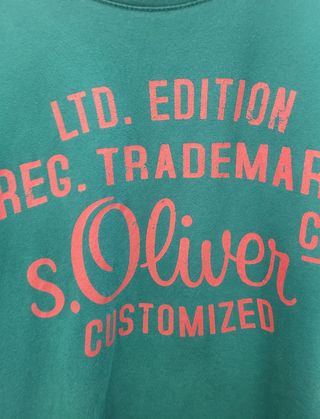 LTD. EDITION
REG. TRADEMAR
s.Oliver
CUSTOMIZED